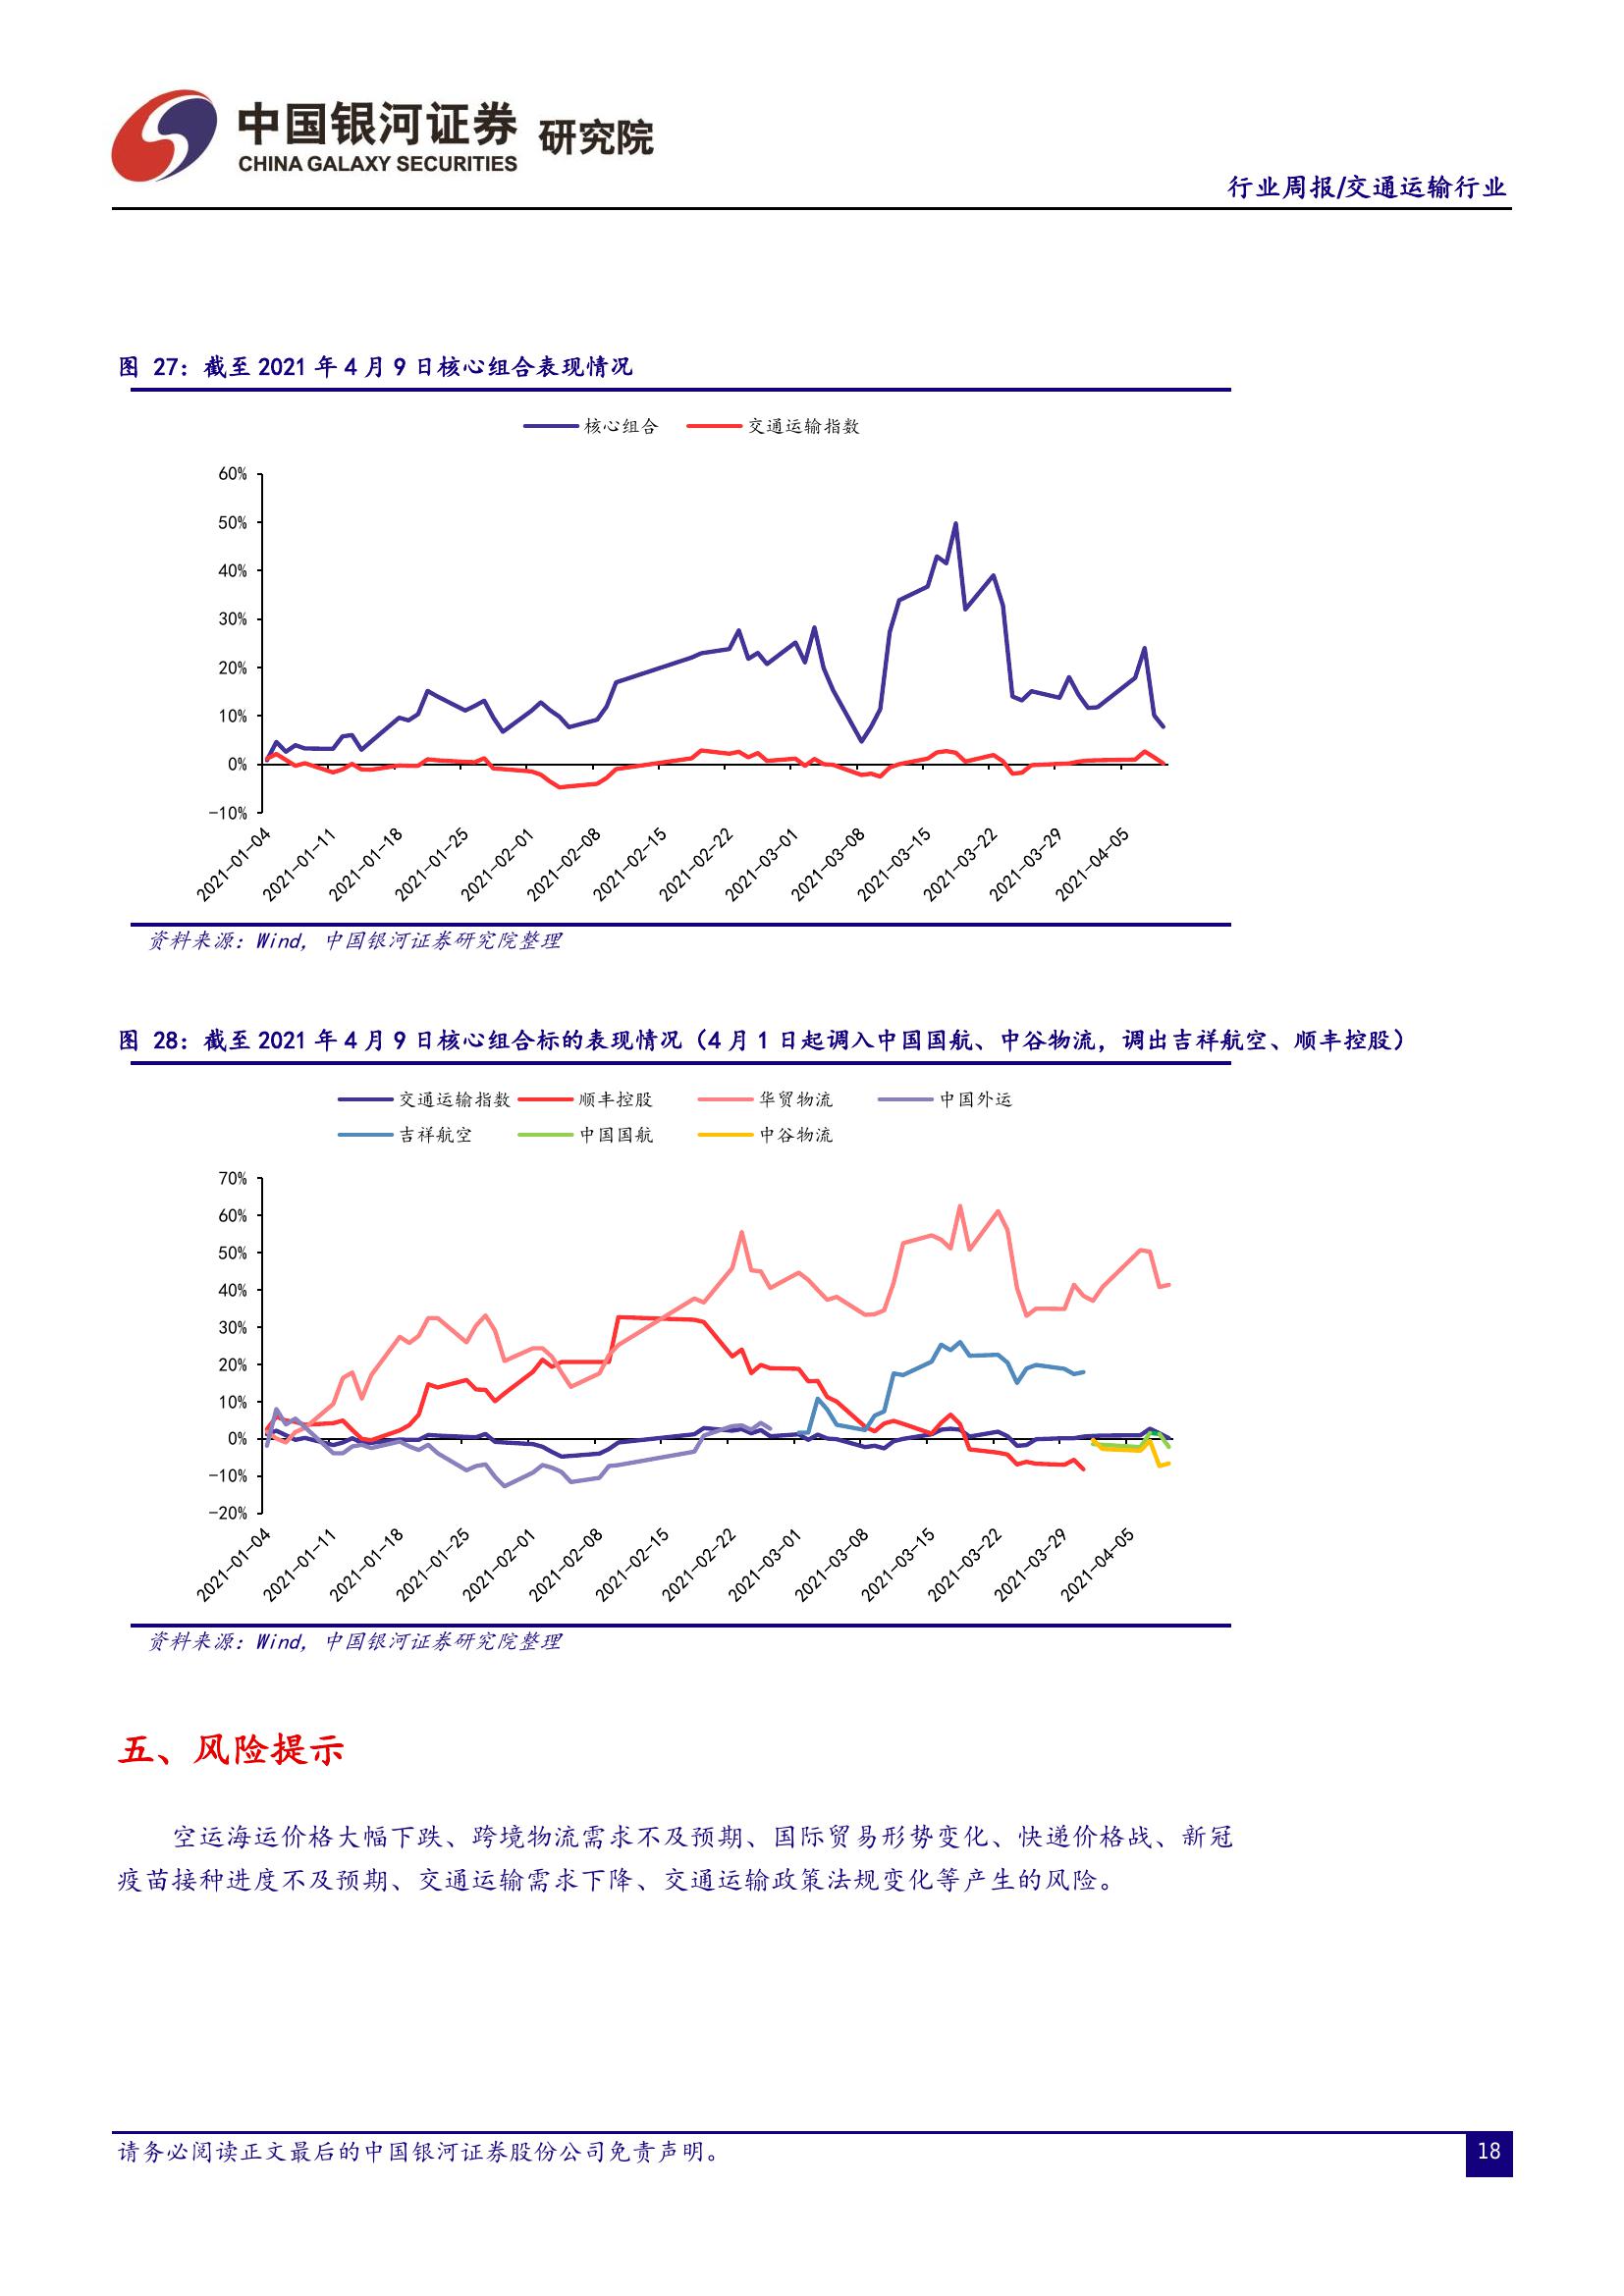 中国银河证券 研究院
CHINA GALAXY SECURITIES
行业周报/交通运输行业
图 27：截至 2021 年 4 月 9 日核心组合表现情况
核心组合 交通运输指数
60%
50%
40%
30%
20%
10%
0%
-10%
2021-01-04 2021-01-11 2021-01-18 2021-01-25 2021-02-01 2021-02-08 2021-02-15 2021-02-22 2021-03-01 2021-03-08 2021-03-15 2021-03-22 2021-03-29 2021-04-05
资料来源：Wind, 中国银河证券研究院整理
图 28：截至 2021 年 4 月 9 日核心组合标的表现情况（4 月 1 日起调入中国国航、中谷物流，调出吉祥航空、顺丰控股）
交通运输指数 顺丰控股 华贸物流 中国外运
吉祥航空 中国国航 中谷物流
70%
60%
50%
40%
30%
20%
10%
0%
-10%
-20%
2021-01-04 2021-01-11 2021-01-18 2021-01-25 2021-02-01 2021-02-08 2021-02-15 2021-02-22 2021-03-01 2021-03-08 2021-03-15 2021-03-22 2021-03-29 2021-04-05
资料来源：Wind, 中国银河证券研究院整理
五、风险提示
空运海运价格大幅下跌、跨境物流需求不及预期、国际贸易形势变化、快递价格战、新冠
疫苗接种进度不及预期、交通运输需求下降、交通运输政策法规变化等产生的风险。
请务必阅读正文最后的中国银河证券股份公司免责声明。
18